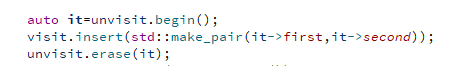 auto it=unvisit.begin();
visit.insert(std::make_pair(it->first,it->second));
unvisit.erase(it);